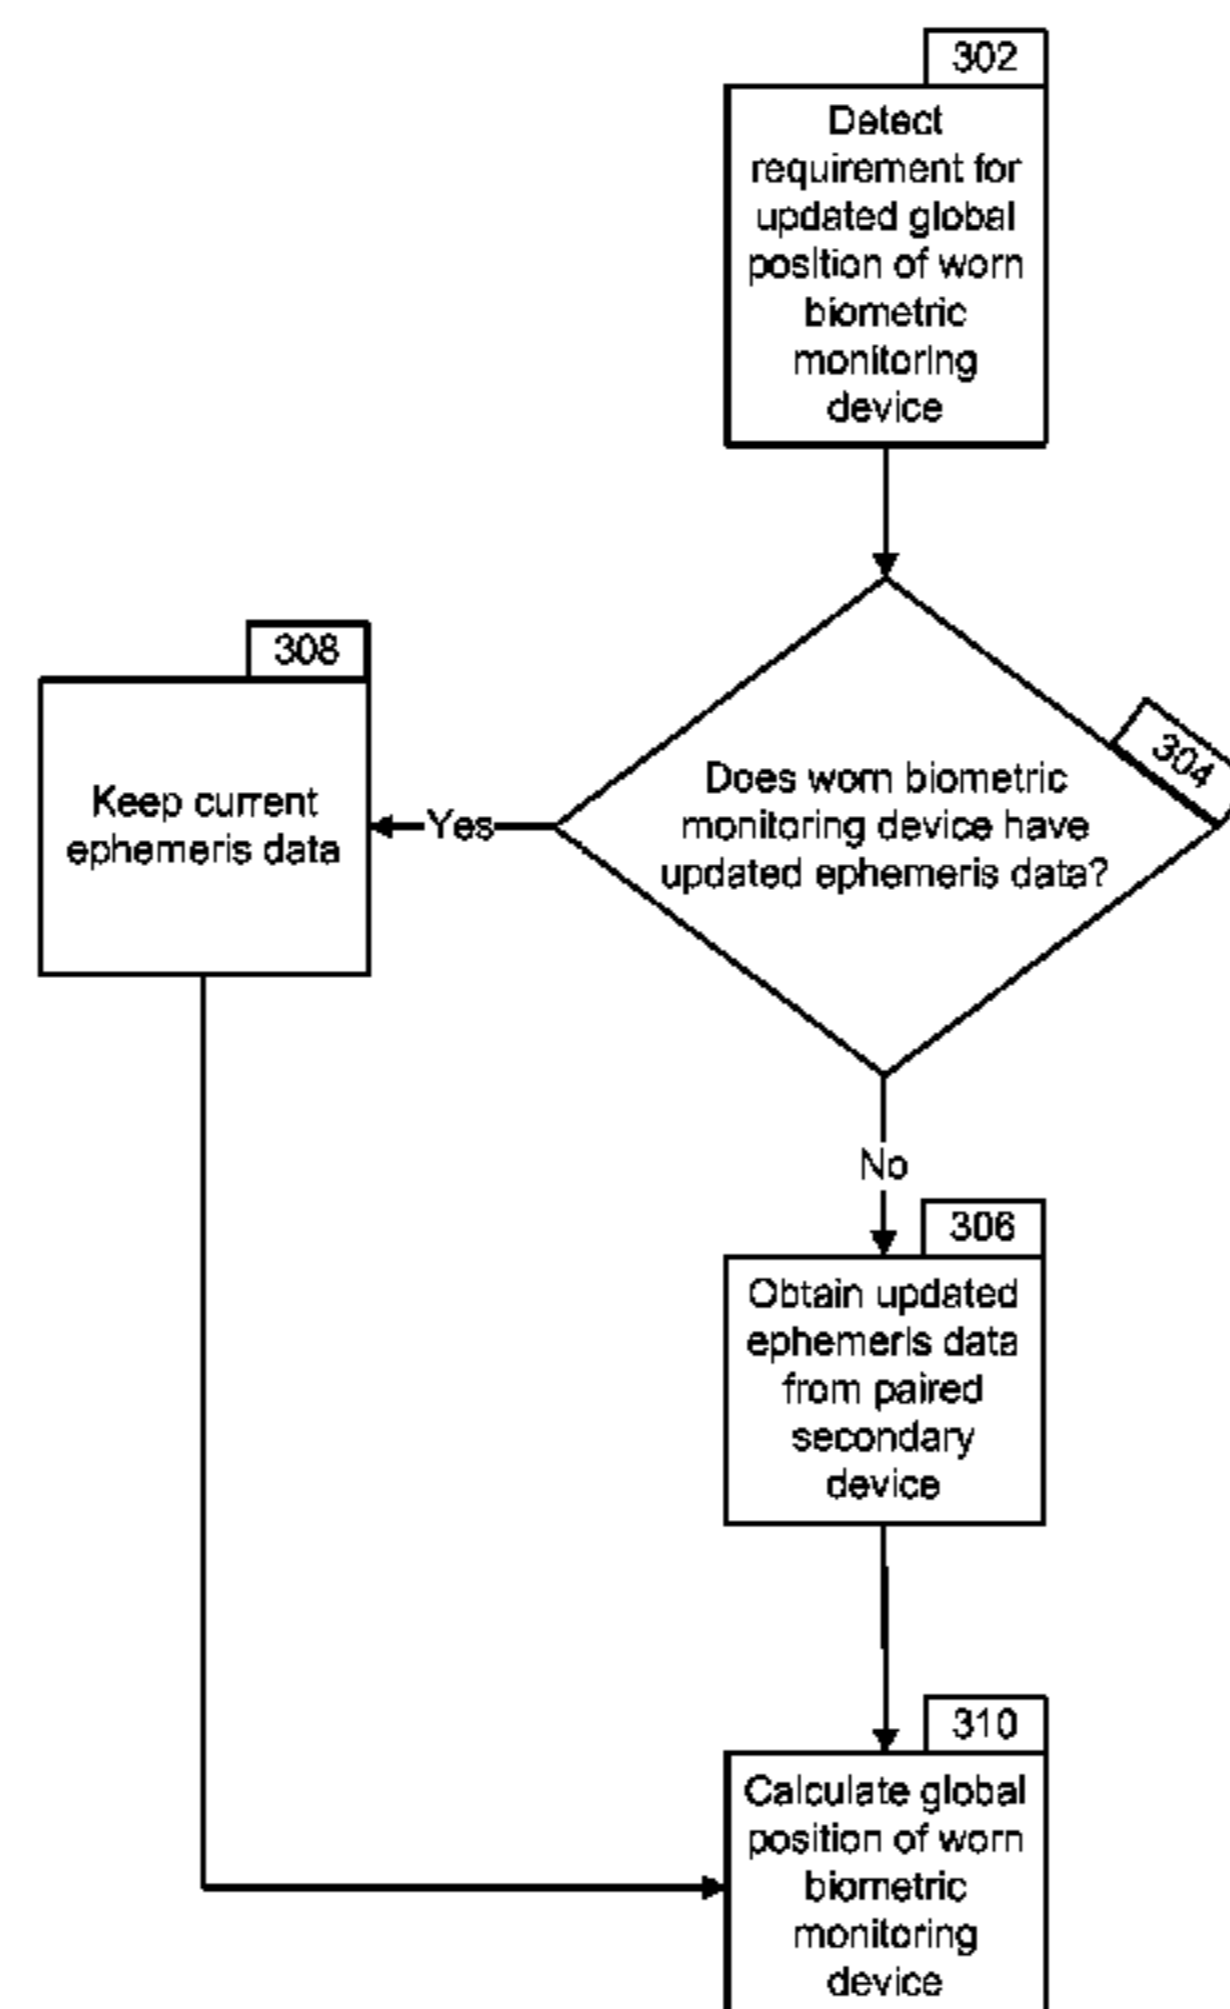 302
Detect
requirement for
updated global
position of worn
biometric
monitoring
device
308
Keep current
ephemeris data
Yes
304
Does worn biometric
monitoring device have
updated ephemeris data?
No
306
Obtain updated
ephemeris data
from paired
secondary
device
310
Calculate global
position of worn
biometric
monitoring
device